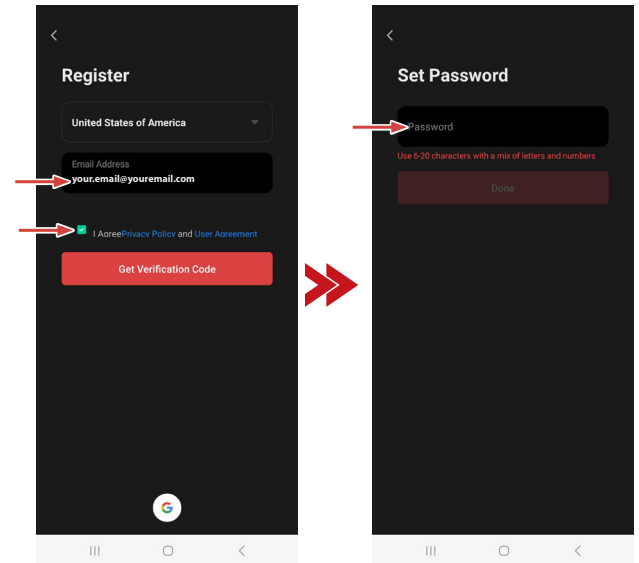 Register
United States of America
Email Address
your.email@youremail.com
I AgreePrivacy Policy and User Agreement
Get Verification Code
G
Set Password
Password
Use 6-20 characters with a mix of letters and numbers
Done